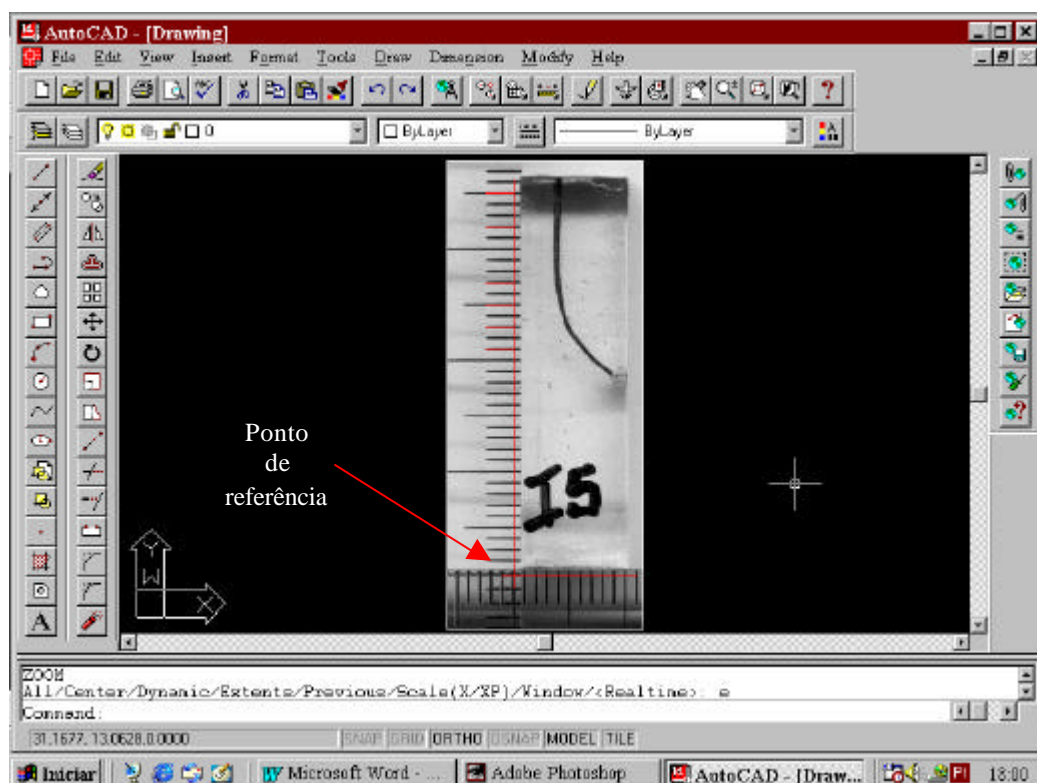 AutoCAD - [Drawing]
File Edit View Insert Format Tools Draw Dimension Modify Help
0 ByLayer ByLayer
Ponto
de
referência
I5
Y
W
X
A
ZOOM
All/Center/Dynamic/Extents/Previous/Scale(X/XP)/Window/<Realtime>: e
Command:
31.1677, 13.0628,0.0000 SNAP GRID ORTHO OSNAP MODEL TILE
Iniciar Microsoft Word - ... Adobe Photoshop AutoCAD - [Draw... 18:00